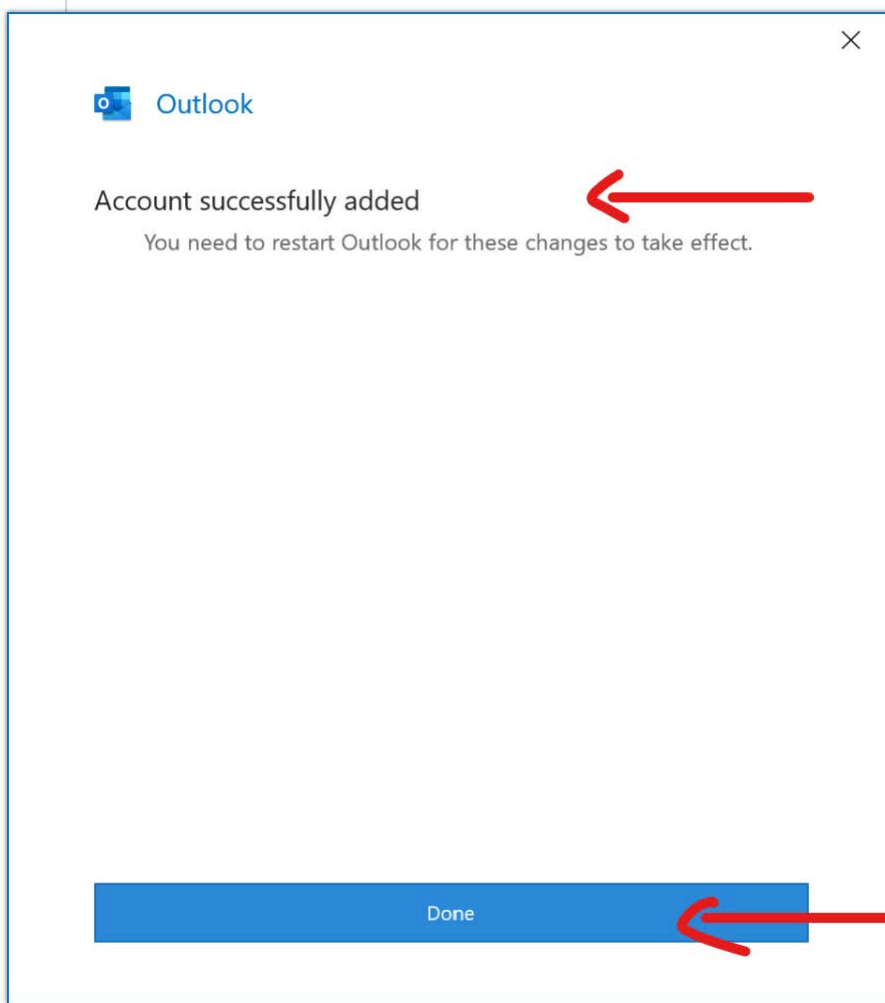 Outlook
Account successfully added
You need to restart Outlook for these changes to take effect.
Done